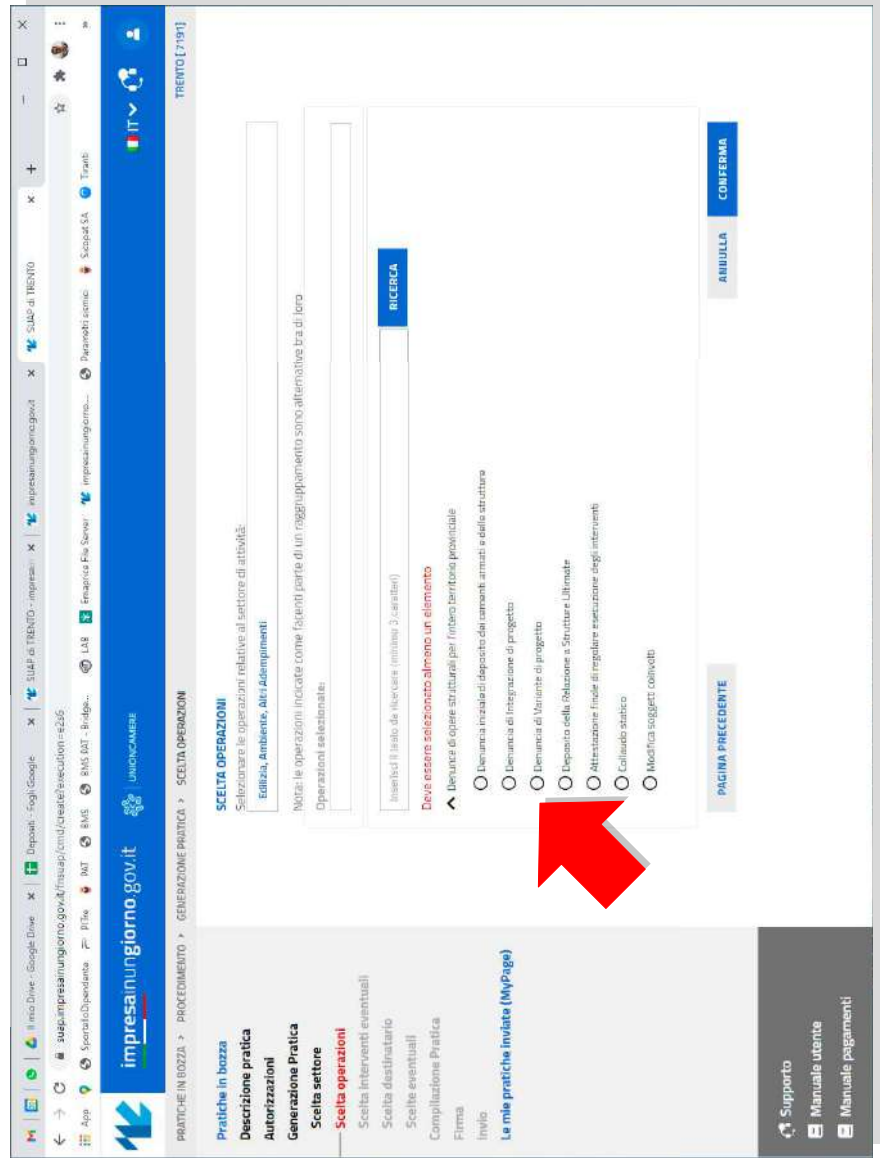 Il mio Drive - Google Drive
Depositi - Fogli Google
SUAP di TRENTO - impresai
impresainungiorno.gov.it
SUAP di TRENTO
suap.impresainungiorno.gov.it/fnsuap/cmd/create?execution=e2s6
App
SportelloDipendente
PiTre
PAT
BMS
BMS PAT - Bridge...
LAB
Emaprice File Server
impresainungiorno...
Parametri sismici
Sicopat SA
Tiranti
impresainungiorno.gov.it
UNIONCAMERE
IT
PRATICHE IN BOZZA > PROCEDIMENTO > GENERAZIONE PRATICA > SCELTA OPERAZIONI
TRENTO [7191]
Pratiche in bozza
Descrizione pratica
Autorizzazioni
Generazione Pratica
Scelta settore
Scelta operazioni
Scelta interventi eventuali
Scelta destinatario
Scelte eventuali
Compilazione Pratica
Firma
Invio
Le mie pratiche inviate (MyPage)
SCELTA OPERAZIONI
Selezionare le operazioni relative al settore di attività:
Edilizia, Ambiente, Altri Adempimenti
Nota: le operazioni indicate come facenti parte di un raggruppamento sono alternative tra di loro
Operazioni selezionate:
Inserisci il testo da ricercare (minimo 3 caratteri)
RICERCA
Deve essere selezionato almeno un elemento
Denunce di opere strutturali per l'intero territorio provinciale
Denuncia iniziale di deposito dei cementi armati e delle strutture
Denuncia di Integrazione di progetto
Denuncia di Variante di progetto
Deposito della Relazione a Strutture Ultimate
Attestazione finale di regolare esecuzione degli interventi
Collaudo statico
Modifica soggetti coinvolti
PAGINA PRECEDENTE
ANNULLA
CONFERMA
Supporto
Manuale utente
Manuale pagamenti